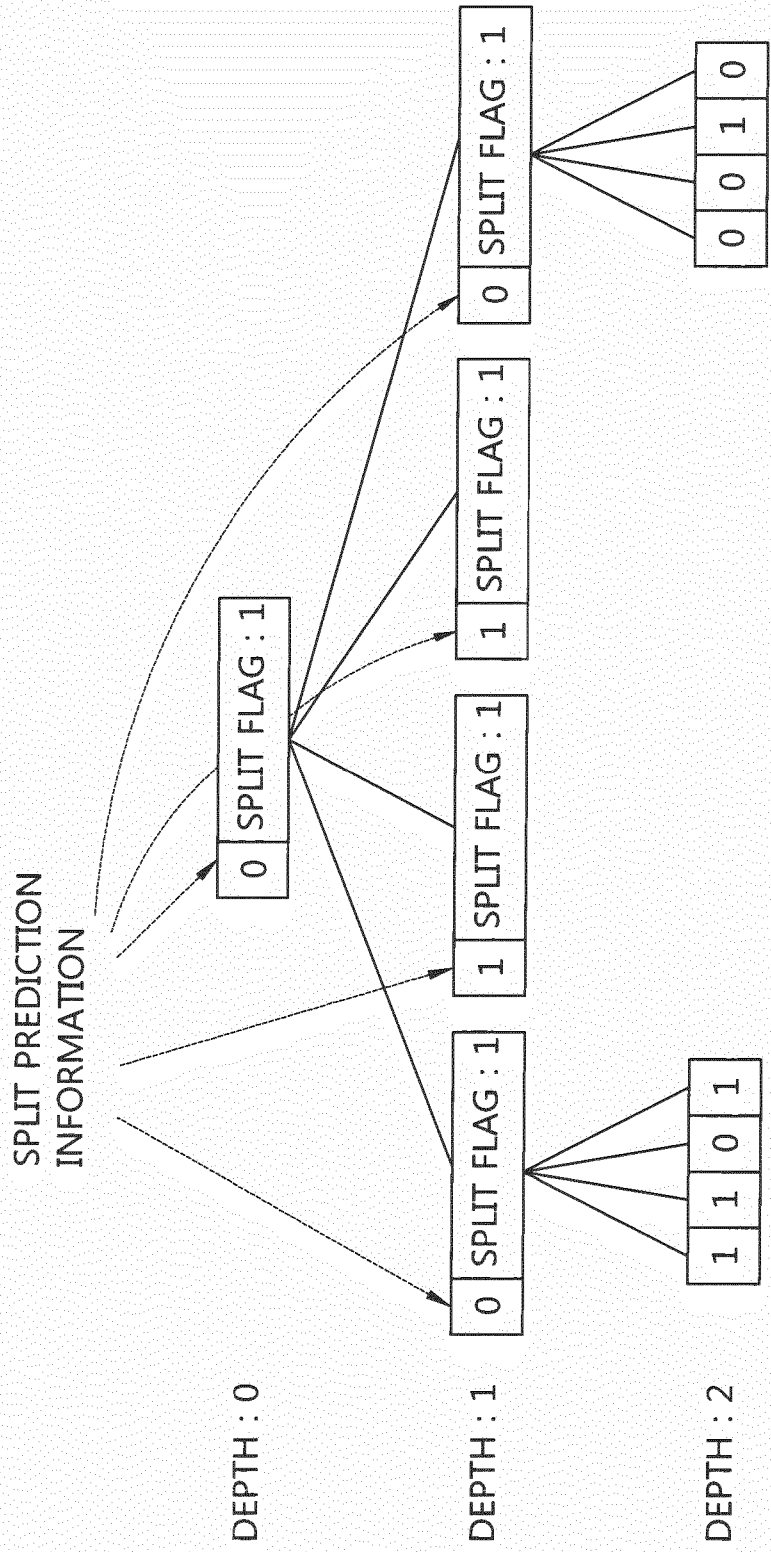 SPLIT PREDICTION
INFORMATION
DEPTH : 0
0 SPLIT FLAG : 1
DEPTH : 1
0 SPLIT FLAG : 1
1 SPLIT FLAG : 1
1 SPLIT FLAG : 1
0 SPLIT FLAG : 1
DEPTH : 2
1 1 0 1
0 0 1 0